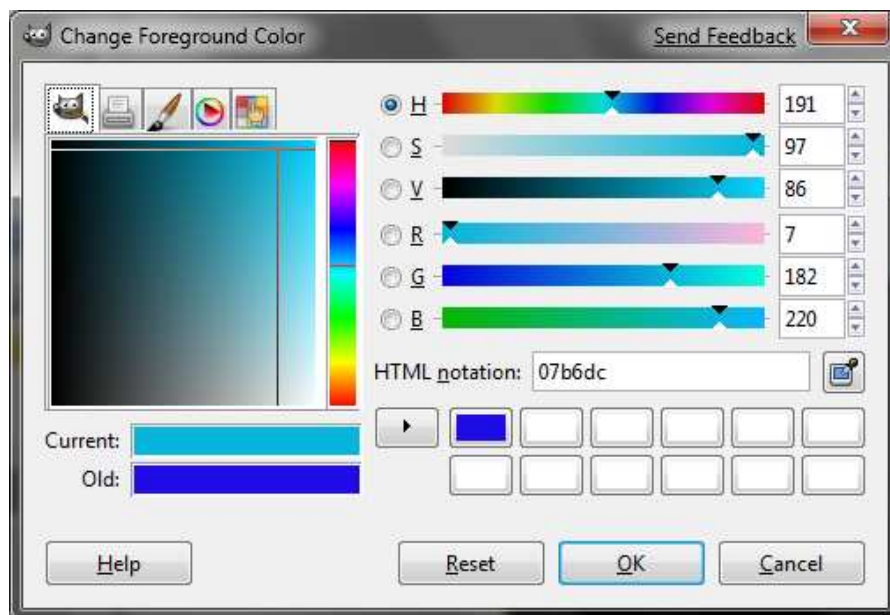 Change Foreground Color Send Feedback
H 191
S 97
V 86
R 7
G 182
B 220
HTML notation: 07b6dc
Current:
Old:
Help Reset OK Cancel